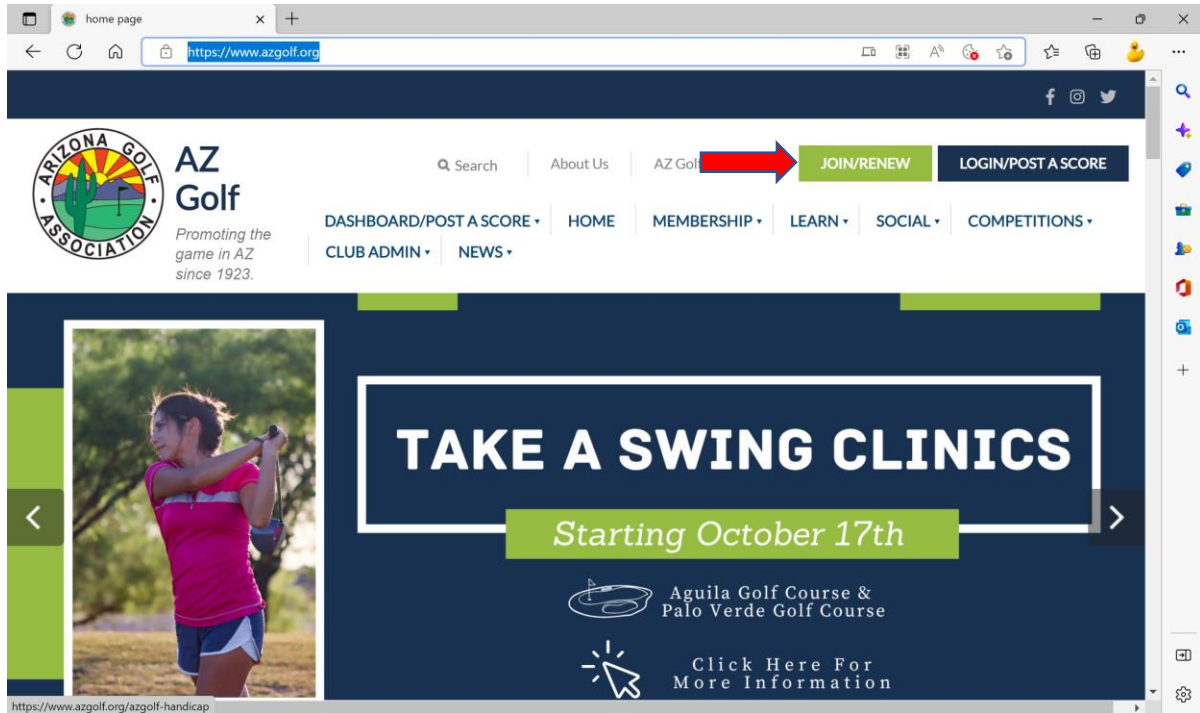 home page
https://www.azgolf.org
ARIZONA GOLF
ASSOCIATION
AZ
Golf
Promoting the
game in AZ
since 1923.
Search
About Us
AZ Gol
JOIN/RENEW
LOGIN/POST A SCORE
DASHBOARD/POST A SCORE
HOME
MEMBERSHIP
LEARN
SOCIAL
COMPETITIONS
CLUB ADMIN
NEWS
TAKE A SWING CLINICS
Starting October 17th
Aguila Golf Course &
Palo Verde Golf Course
Click Here For
More Information
https://www.azgolf.org/azgolf-handicap